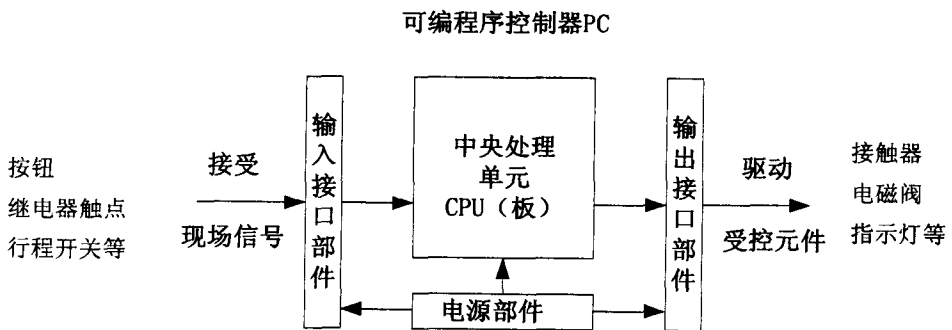 可编程序控制器PC
按钮
继电器触点
行程开关等
接受
现场信号
输入接口部件
中央处理
单元
CPU（板）
电源部件
输出接口部件
驱动
受控元件
接触器
电磁阀
指示灯等